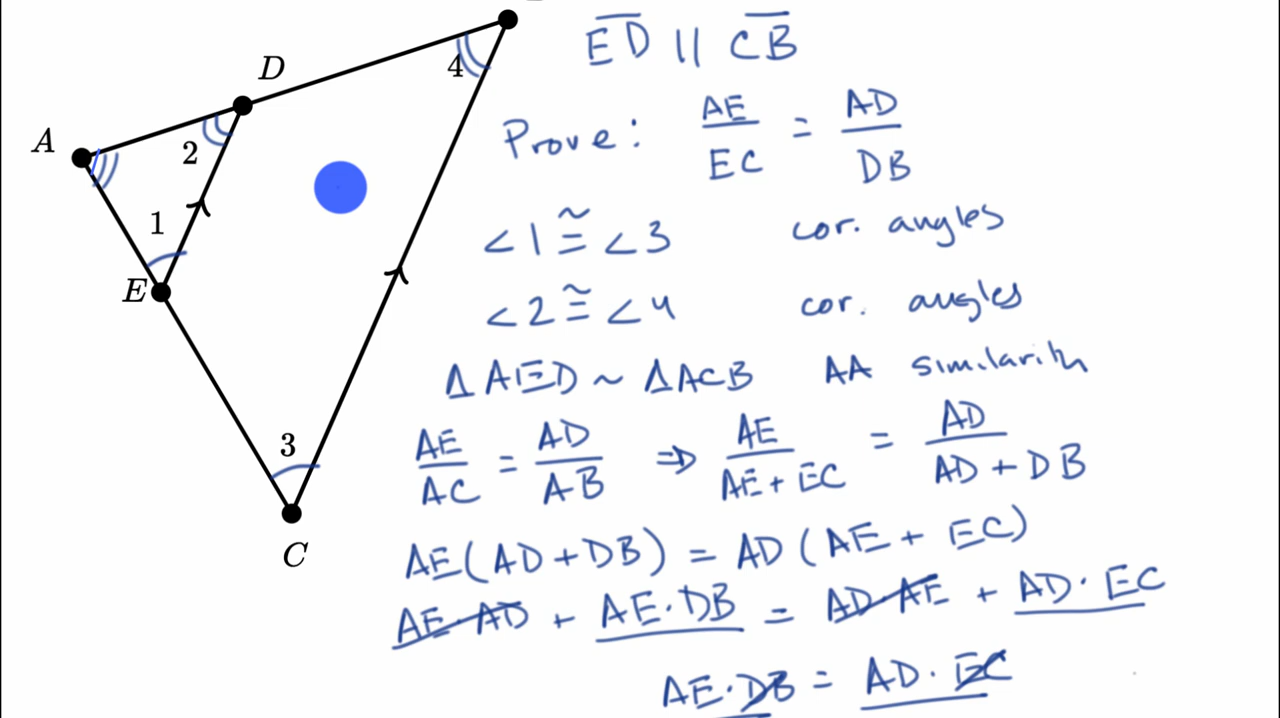 D
A
2
1
E
4
3
C
ED || CB
Prove: AE/EC = AD/DB
∠1 ≅ ∠3 cor. angles
∠2 ≅ ∠4 cor. angles
Δ AED ~ ΔACB AA similarity
AE/AC = AD/AB ⇒ AE/AE + EC = AD/AD + DB
AE(AD + DB) = AD(AE + EC)
AE·AD + AE·DB = AD·AE + AD·EC
AE·DB = AD·EC